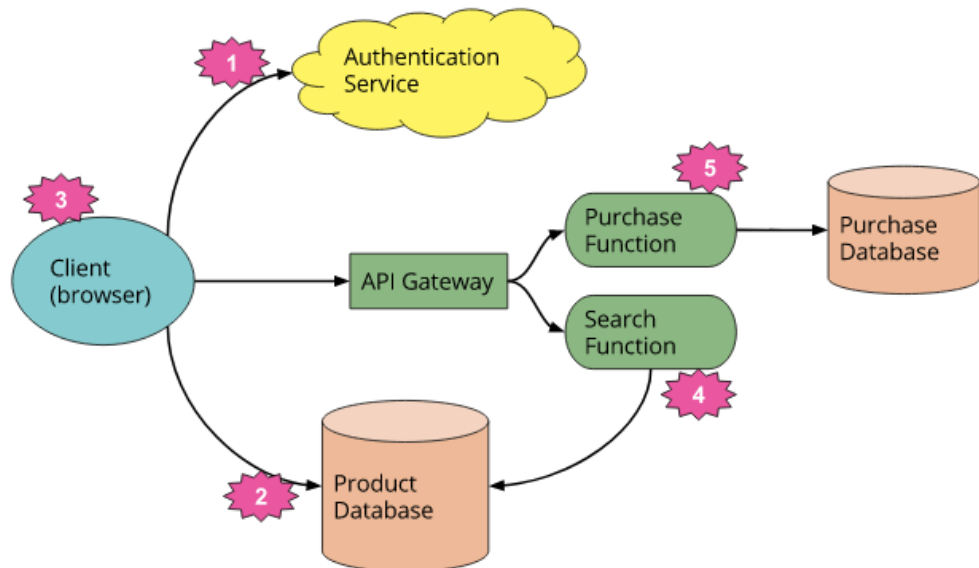 1
Authentication
Service
3
Client
(browser)
API Gateway
5
Purchase
Function
Purchase
Database
Search
Function
4
2
Product
Database